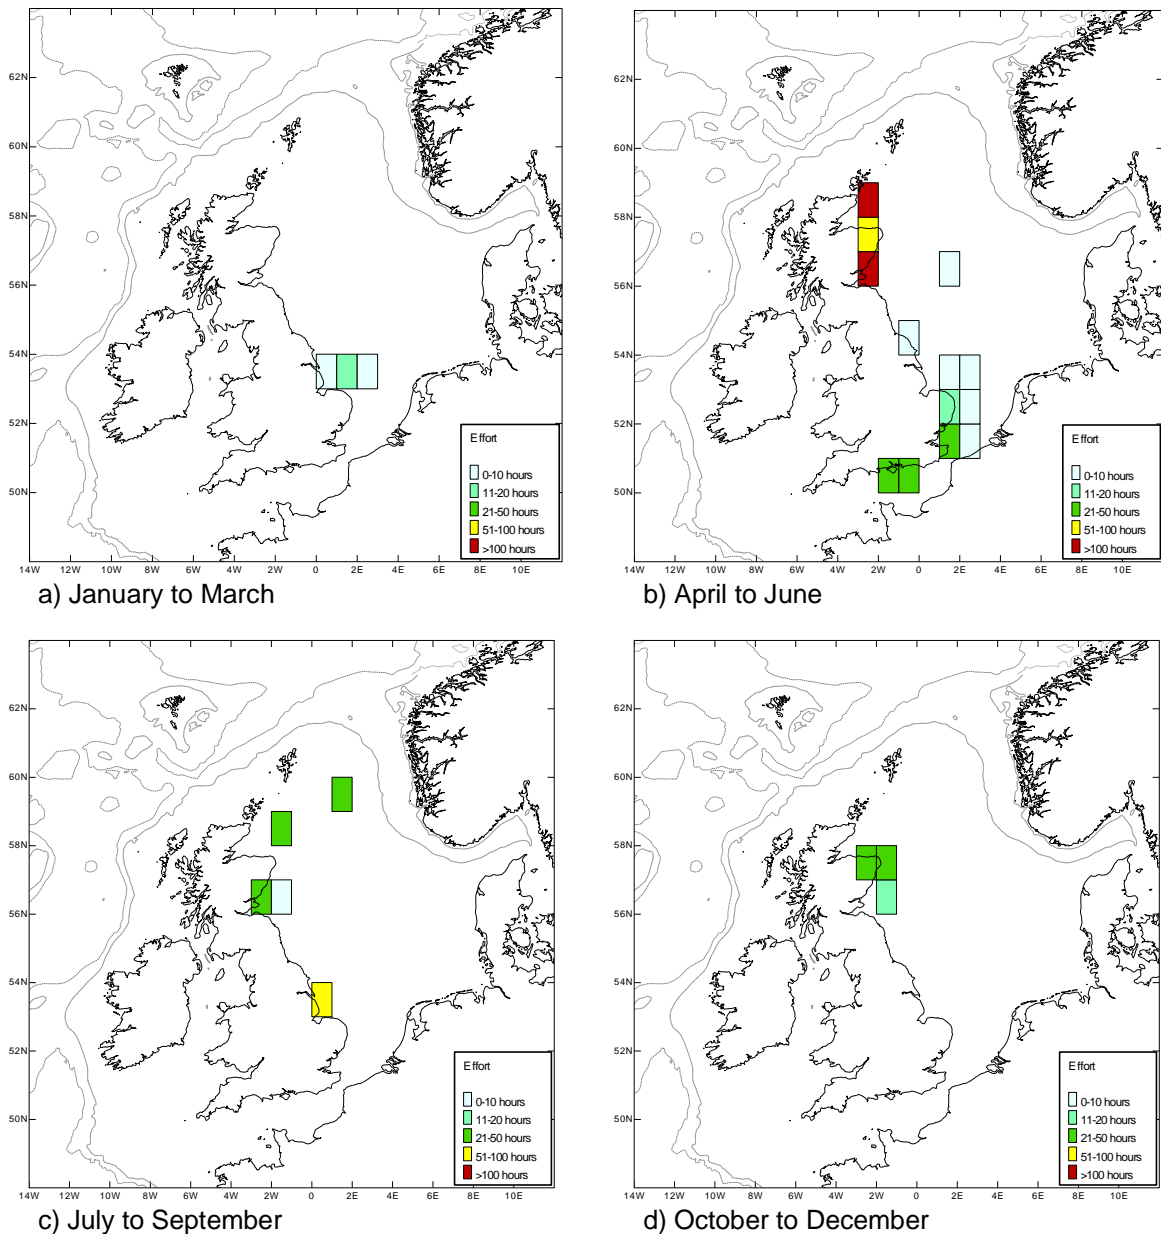 62N
60N
58N
56N
54N
52N
50N
Effort
0-10 hours
11-20 hours
21-50 hours
51-100 hours
>100 hours
14W 12W 10W 8W 6W 4W 2W 0 2E 4E 6E 8E 10E
a) January to March
62N
60N
58N
56N
54N
52N
50N
Effort
0-10 hours
11-20 hours
21-50 hours
51-100 hours
>100 hours
14W 12W 10W 8W 6W 4W 2W 0 2E 4E 6E 8E 10E
b) April to June
62N
60N
58N
56N
54N
52N
50N
Effort
0-10 hours
11-20 hours
21-50 hours
51-100 hours
>100 hours
14W 12W 10W 8W 6W 4W 2W 0 2E 4E 6E 8E 10E
c) July to September
62N
60N
58N
56N
54N
52N
50N
Effort
0-10 hours
11-20 hours
21-50 hours
51-100 hours
>100 hours
14W 12W 10W 8W 6W 4W 2W 0 2E 4E 6E 8E 10E
d) October to December